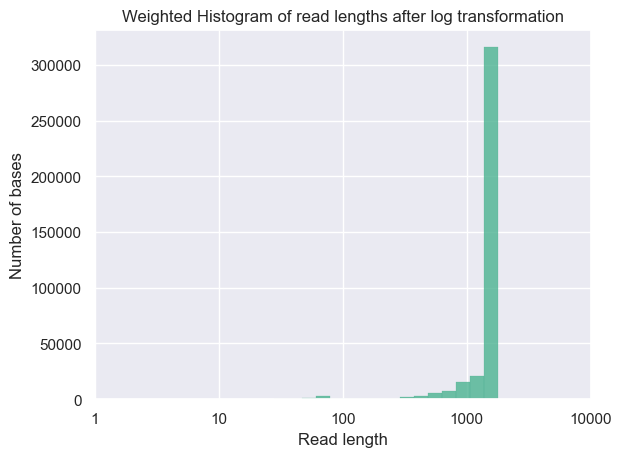 Weighted Histogram of read lengths after log transformation
300000
250000
200000
150000
100000
50000
0
Number of bases
1 10 100 1000 10000
Read length